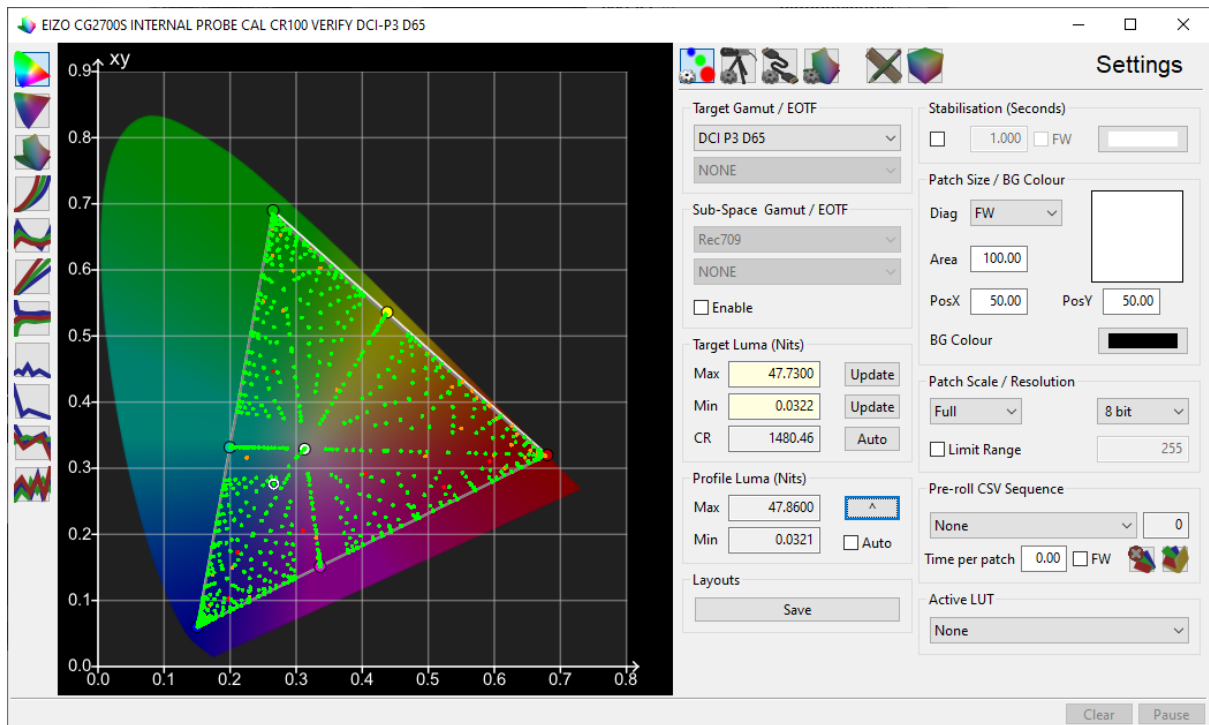 EIZO CG2700S INTERNAL PROBE CAL CR100 VERIFY DCI-P3 D65
Settings
xy
0.9
0.8
0.7
0.6
0.5
0.4
0.3
0.2
0.1
0.0
0.0 0.1 0.2 0.3 0.4 0.5 0.6 0.7 0.8
Target Gamut / EOTF
DCI P3 D65
NONE
Sub-Space Gamut / EOTF
Rec709
NONE
Enable
Target Luma (Nits)
Max 47.7300 Update
Min 0.0322 Update
CR 1480.46 Auto
Profile Luma (Nits)
Max 47.8600 ^
Min 0.0321 Auto
Layouts
Save
Stabilisation (Seconds)
1.000 FW
Patch Size / BG Colour
Diag FW
Area 100.00
PosX 50.00 PosY 50.00
BG Colour
Patch Scale / Resolution
Full 8 bit
Limit Range 255
Pre-roll CSV Sequence
None 0
Time per patch 0.00 FW
Active LUT
None
Clear Pause